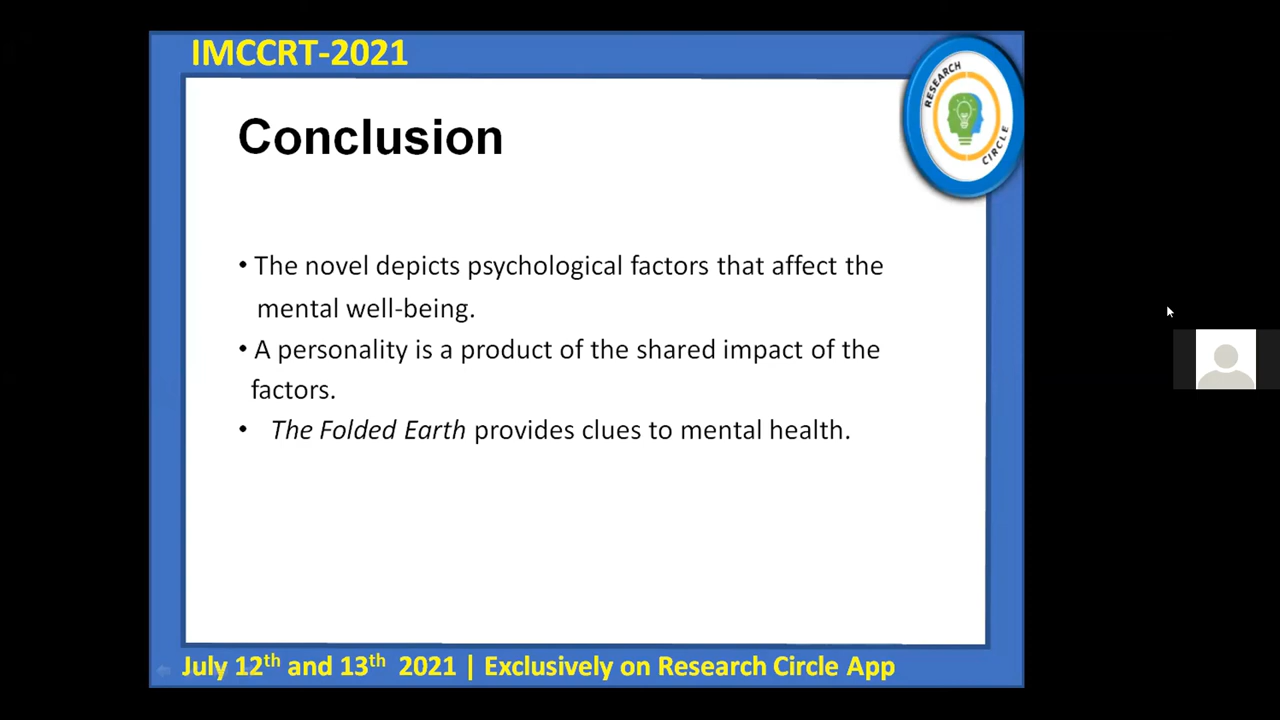 IMCCRT-2021
RESEARCH
CIRCLE
Conclusion
• The novel depicts psychological factors that affect the
mental well-being.
• A personality is a product of the shared impact of the
factors.
• The Folded Earth provides clues to mental health.
July 12th and 13th 2021 | Exclusively on Research Circle App